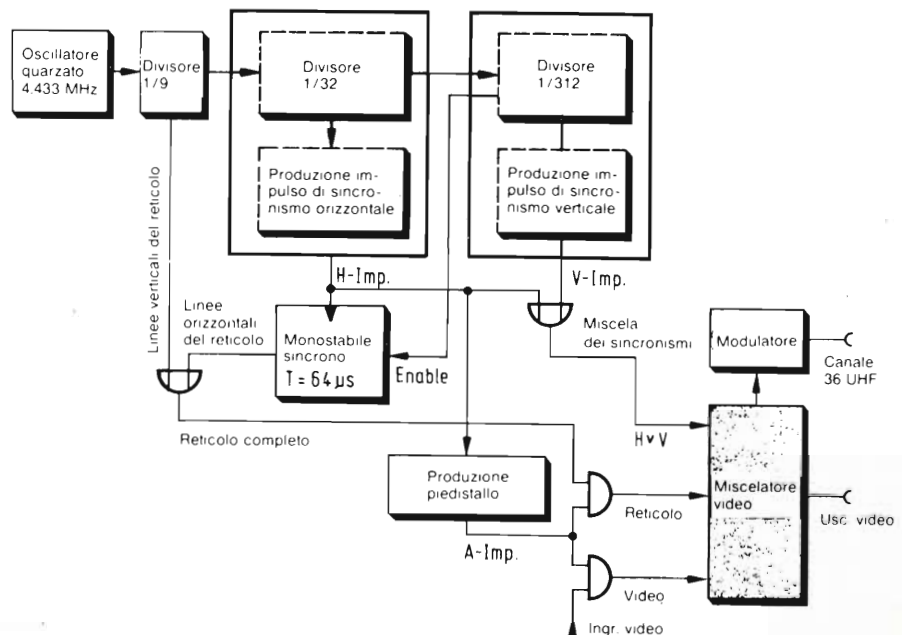 Oscillatore
quarzato
4.433 MHz
Divisore
1/9
Divisore
1/32
Divisore
1/312
Produzione im-
pulso di sincro-
nismo orizzontale
Produzione im-
pulso di sincro-
nismo verticale
Linee verticali del reticolo
H-Imp.
V-Imp.
Linee
orizzontali
del reticolo
Monostabile
sincrono
T = 64 µs
Enable
Miscela
dei sincronismi
Modulatore
Canale
36 UHF
Reticolo completo
H v V
Produzione
piedistallo
Reticolo
Miscelatore
video
Usc. video
A-Imp.
Video
Ingr. video